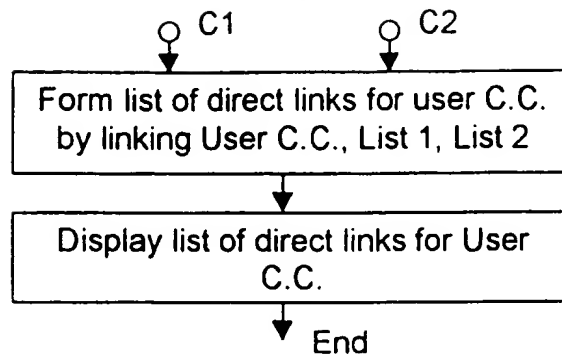 C1
C2
Form list of direct links for user C.C.
by linking User C.C., List 1, List 2
Display list of direct links for User
C.C.
End